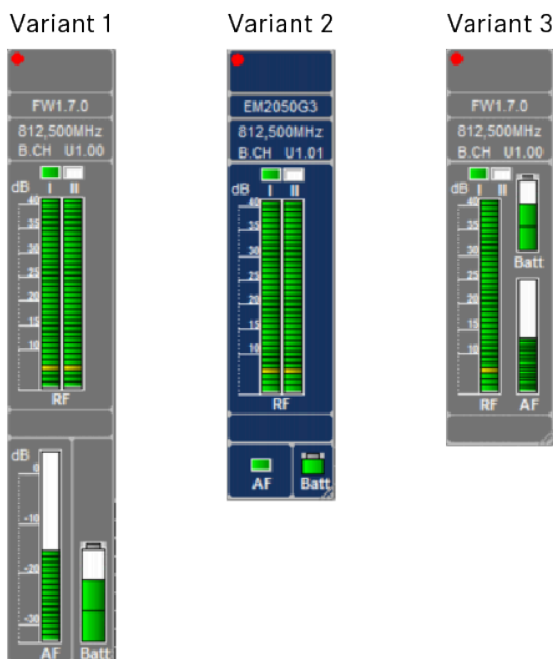 Variant 1
FW1.7.0
812,500MHz
B.CH U1.00
dB I II
40
35
30
25
20
15
10
RF
dB
0
-10
-20
-30
AF Batt
Variant 2
EM2050G3
812,500MHz
B.CH U1.01
dB I II
40
35
30
25
20
15
10
RF
AF Batt
Variant 3
FW1.7.0
812,500MHz
B.CH U1.00
dB I II
40
35
30
25
20
15
10
Batt
RF AF